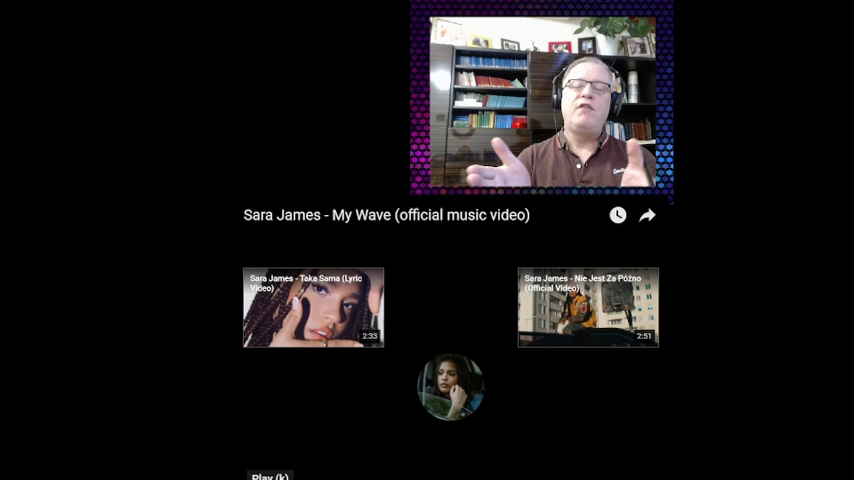 Sara James - My Wave (official music video)
Sara James - Taka Sama (Lyric
Video)
2:33
Sara James - Nie Jest Za Późno
(Official Video)
2:51
Play (k)